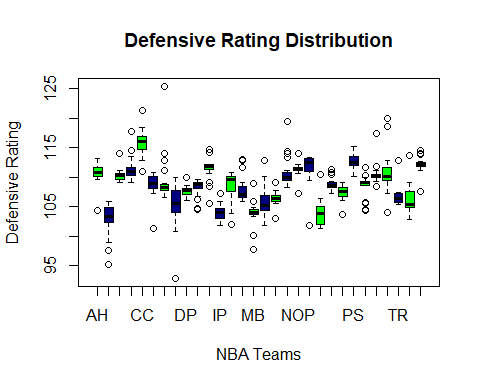 Defensive Rating Distribution
Defensive Rating
125
115
105
95
AH CC DP IP MB NOP PS TR
NBA Teams